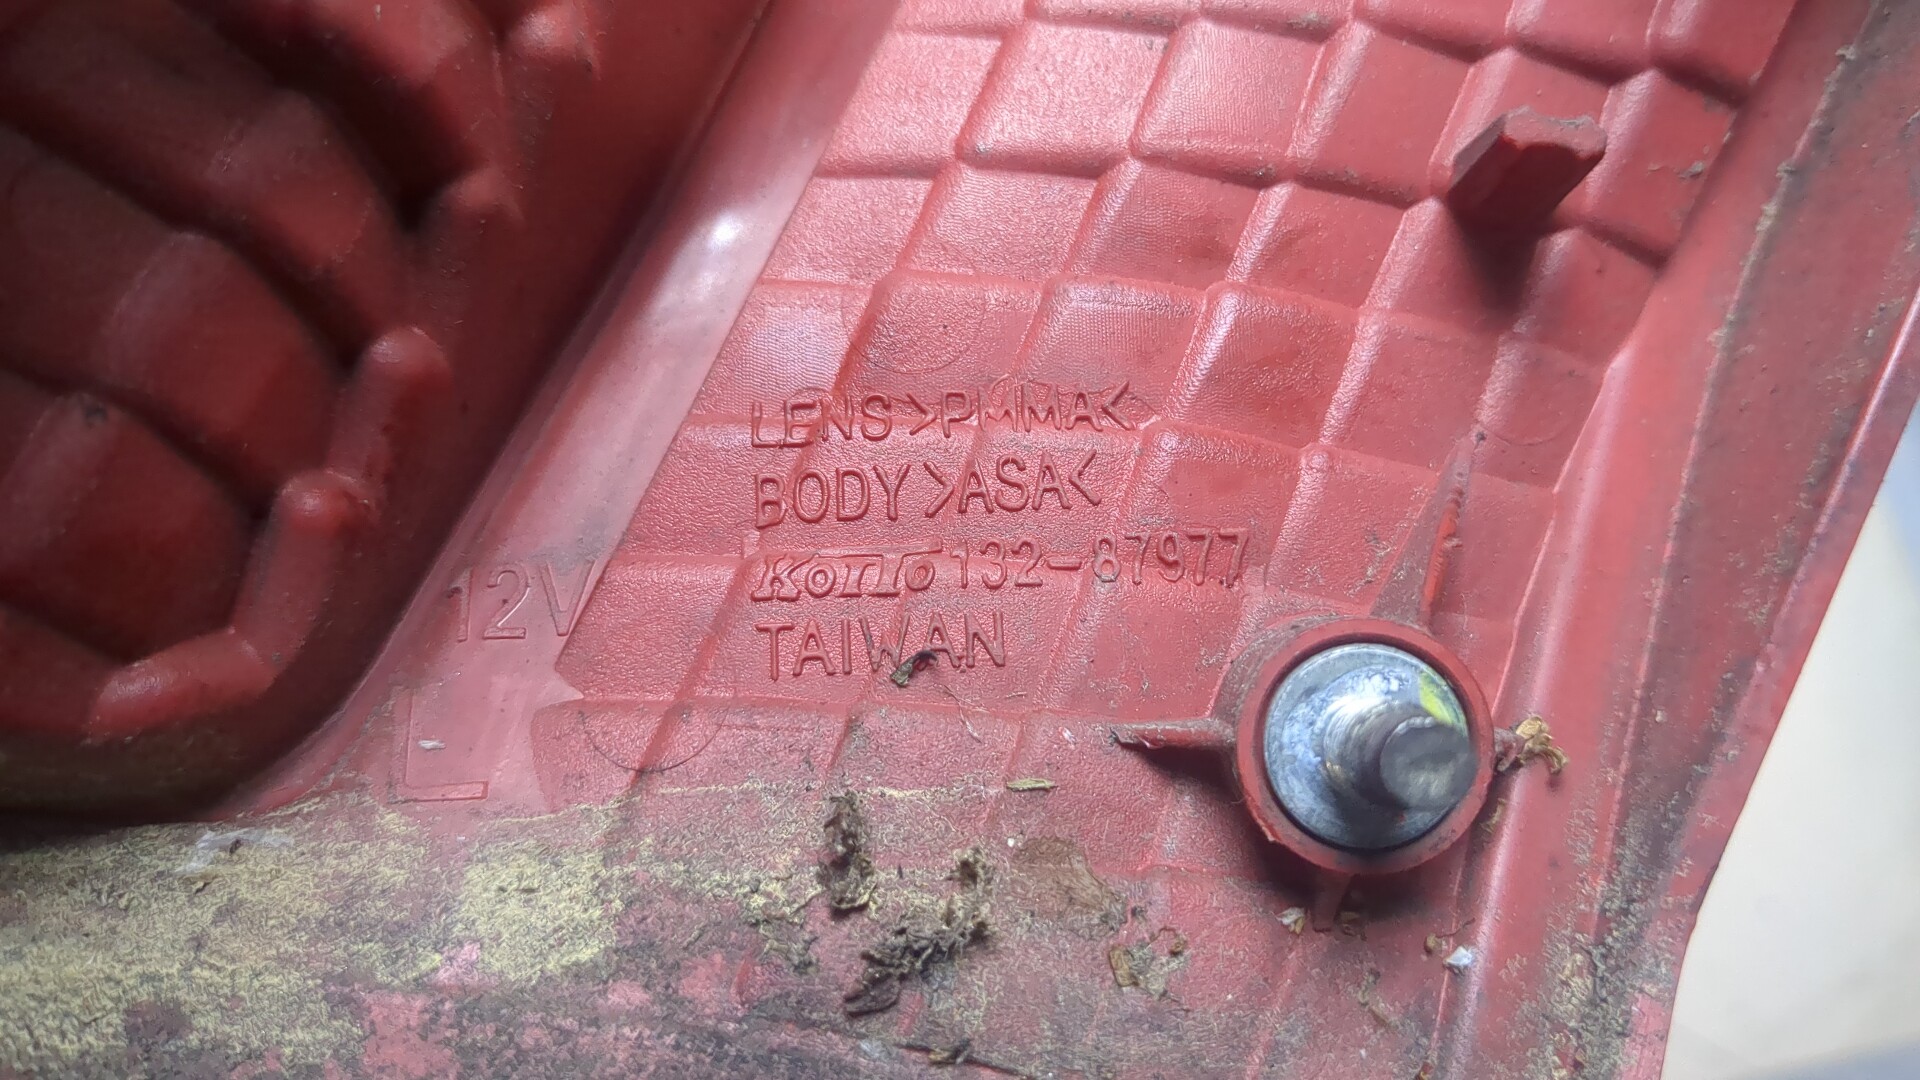 LENS >PMMA<
BODY >ASA<
KoITo 132-87977
TAIWAN
12V
L